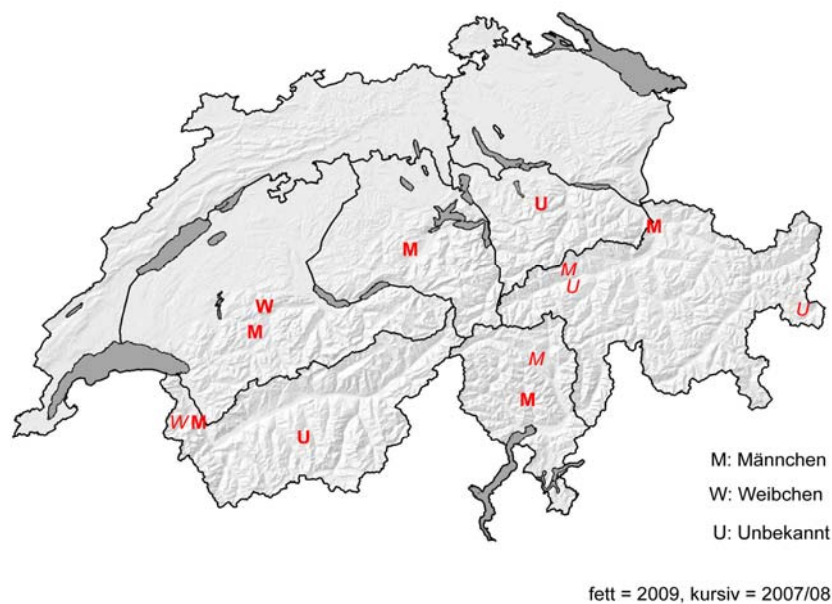 U
M
M
M
U
U
W
M
M
W M
M
U
M: Männchen
W: Weibchen
U: Unbekannt
fett = 2009, kursiv = 2007/08